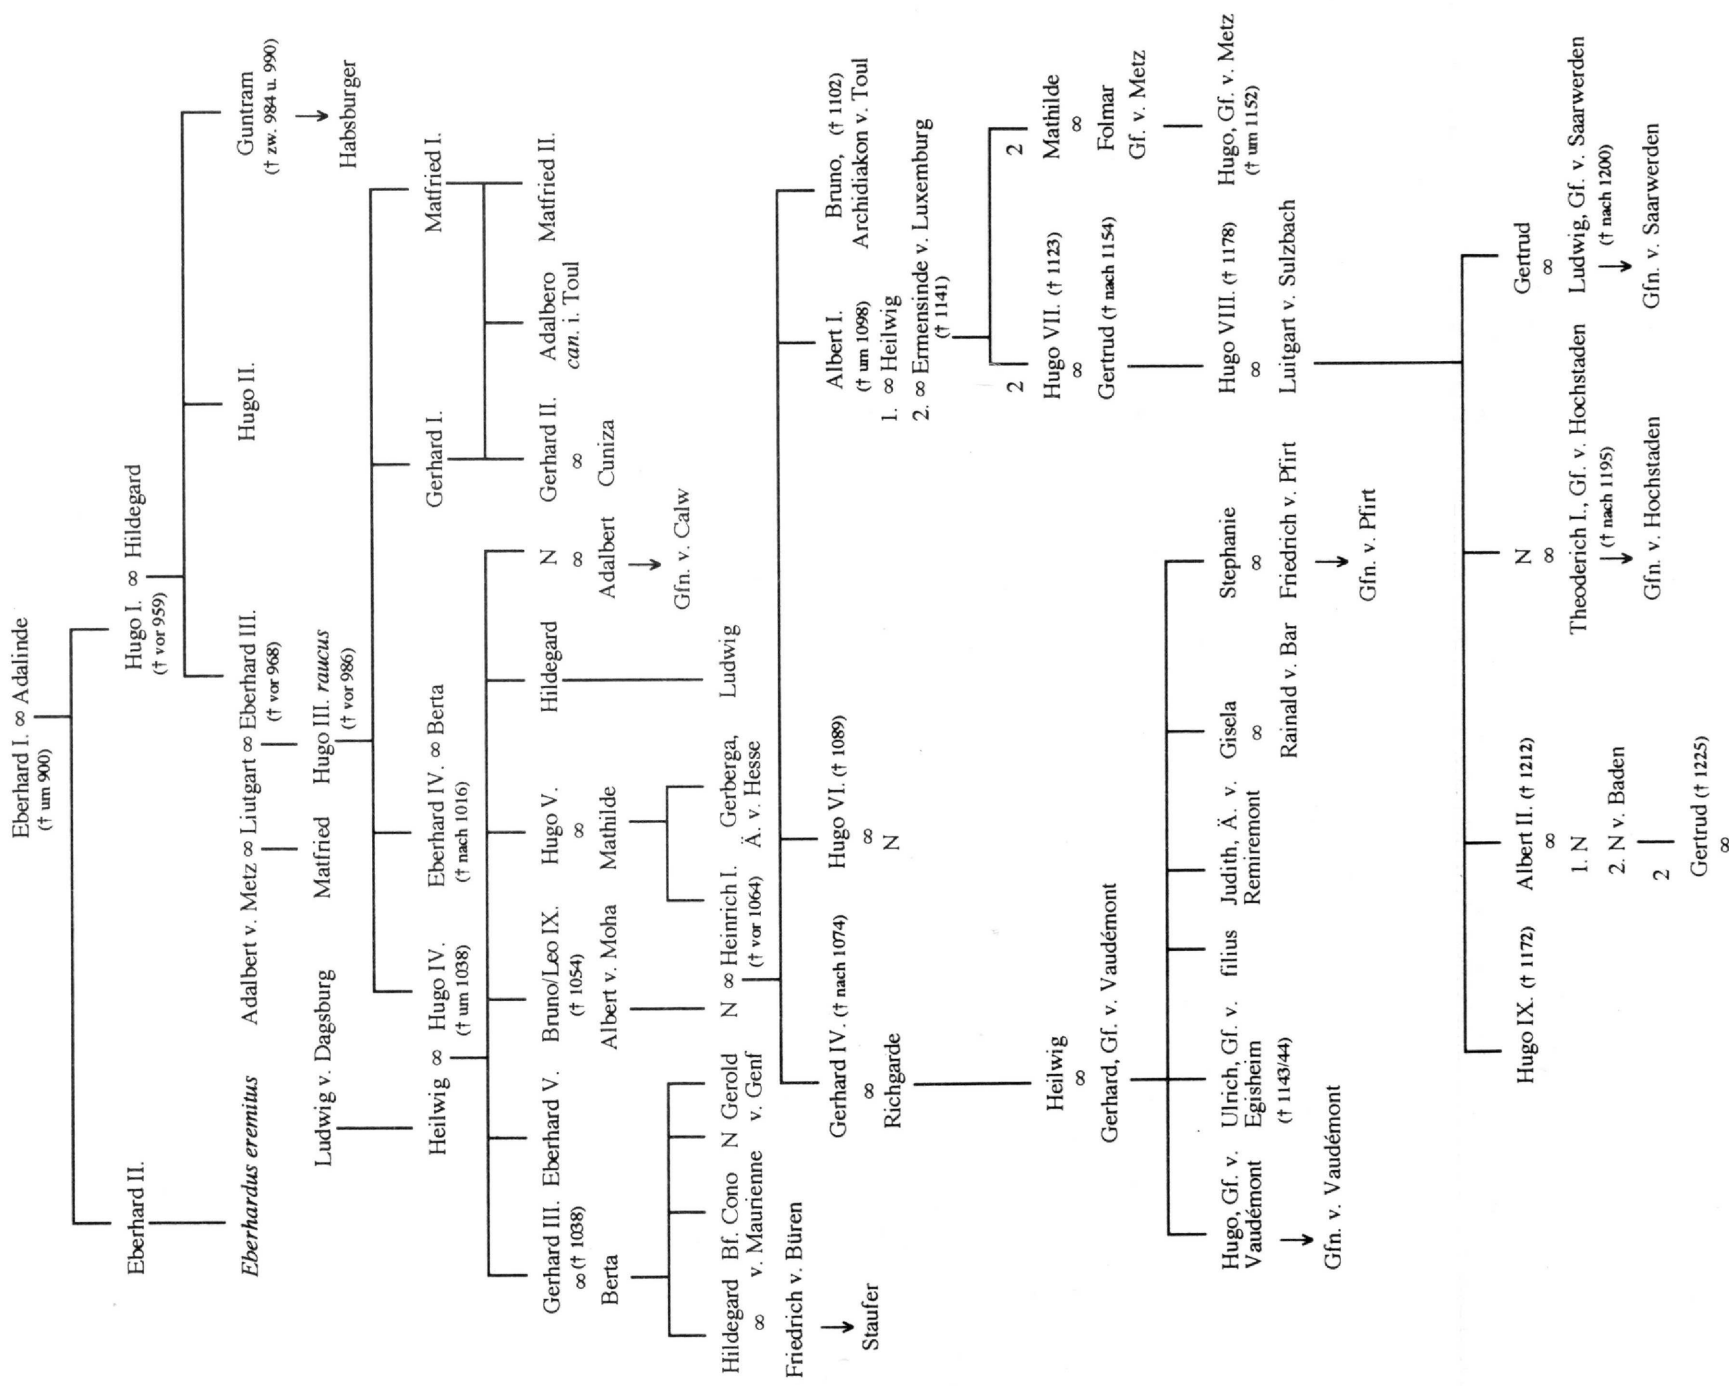 Eberhard I. ∞ Adalinde
(† um 900)
Eberhard II.
Hugo I. ∞ Hildegard
(† vor 959)
Eberhardus eremitus
Adalbert v. Metz ∞ Liutgart ∞ Eberhard III.
(† vor 968)
Hugo II.
Guntram
(† zw. 984 u. 990)
Habsburger
Ludwig v. Dagsburg
Matfried
Hugo III. raucus
(† vor 986)
Heilwig ∞ Hugo IV.
(† um 1038)
Eberhard IV. ∞ Berta
(† nach 1016)
Gerhard I.
Matfried I.
Gerhard III.
∞ († 1038)
Berta
Eberhard V.
Bruno/Leo IX.
(† 1054)
Hugo V.
∞
Mathilde
Hildegard
N
∞
Adalbert
Gfn. v. Calw
Gerhard II.
∞
Cuniza
Adalbero
can. i. Toul
Matfried II.
Albert v. Moha
Hildegard
∞
Friedrich v. Büren
Staufer
Bf. Cono
v. Maurienne
N
Gerold
v. Genf
N ∞ Heinrich I.
(† vor 1064)
Gerberga,
Ä. v. Hesse
Ludwig
Gerhard IV. († nach 1074)
∞
Richgarde
Hugo VI. († 1089)
∞
N
Albert I.
(† um 1098)
1. ∞ Heilwig
2. ∞ Ermensinde v. Luxemburg
(† 1141)
Bruno, († 1102)
Archidiakon v. Toul
2
Hugo VII. († 1123)
∞
Gertrud († nach 1154)
2
Mathilde
∞
Folmar
Gf. v. Metz
Heilwig
∞
Gerhard, Gf. v. Vaudémont
Hugo, Gf. v.
Vaudémont
Gfn. v. Vaudémont
Ulrich, Gf. v.
Egisheim
(† 1143/44)
filius
Judith, Ä. v.
Remiremont
Gisela
∞
Rainald v. Bar
Stephanie
∞
Friedrich v. Pfirt
Gfn. v. Pfirt
Hugo VIII. († 1178)
∞
Luitgart v. Sulzbach
Hugo, Gf. v. Metz
(† um 1152)
Hugo IX. († 1172)
Albert II. († 1212)
∞
1. N
2. N v. Baden
2
Gertrud († 1225)
∞
N
∞
Theoderich I., Gf. v. Hochstaden
(† nach 1195)
Gfn. v. Hochstaden
Gertrud
∞
Ludwig, Gf. v. Saarwerden
(† nach 1200)
Gfn. v. Saarwerden